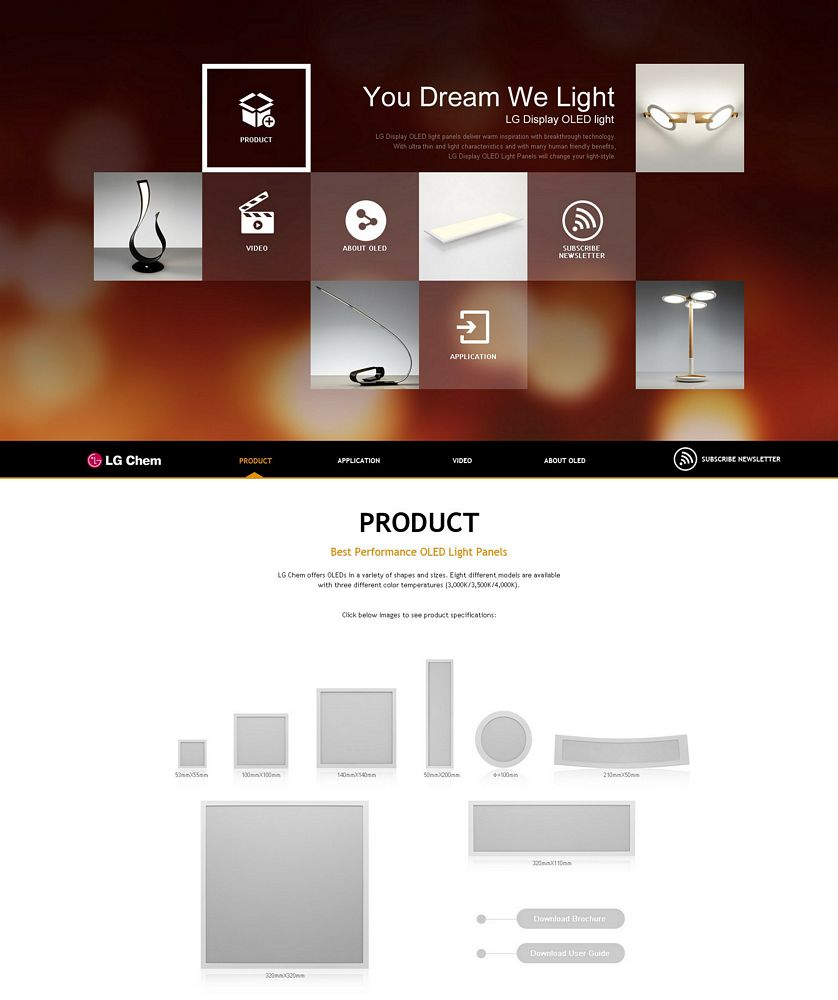 PRODUCT
You Dream We Light
LG Display OLED light
LG Display OLED light panels deliver warm inspiration with breakthrough technology.
With ultra thin and light characteristics and with many human friendly benefits,
LG Display OLED Light Panels will change your light-style.
VIDEO
ABOUT OLED
SUBSCRIBE
NEWSLETTER
APPLICATION
LG Chem
PRODUCT
APPLICATION
VIDEO
ABOUT OLED
SUBSCRIBE NEWSLETTER
PRODUCT
Best Performance OLED Light Panels
LG Chem offers OLEDs in a variety of shapes and sizes. Eight different models are available
with three different color temperatures (3,000K/3,500K/4,000K).
Click below images to see product specifications:
53mmX55mm
100mmX100mm
140mmX140mm
50mmX200mm
Φ=100mm
210mmX50mm
320mmX110mm
Download Brochure
Download User Guide
320mmX320mm